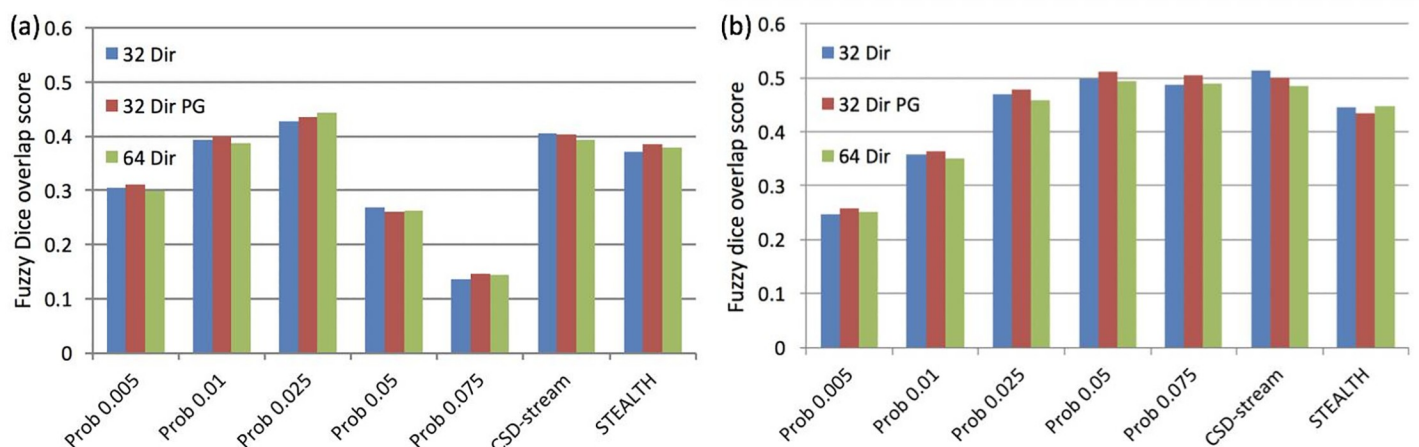 (a)
Fuzzy Dice overlap score
0.6
0.5
0.4
0.3
0.2
0.1
0
32 Dir
32 Dir PG
64 Dir
Prob 0.005
Prob 0.01
Prob 0.025
Prob 0.05
Prob 0.075
CSD-stream
STEALTH
(b)
Fuzzy dice overlap score
0.6
0.5
0.4
0.3
0.2
0.1
0
32 Dir
32 Dir PG
64 Dir
Prob 0.005
Prob 0.01
Prob 0.025
Prob 0.05
Prob 0.075
CSD-stream
STEALTH